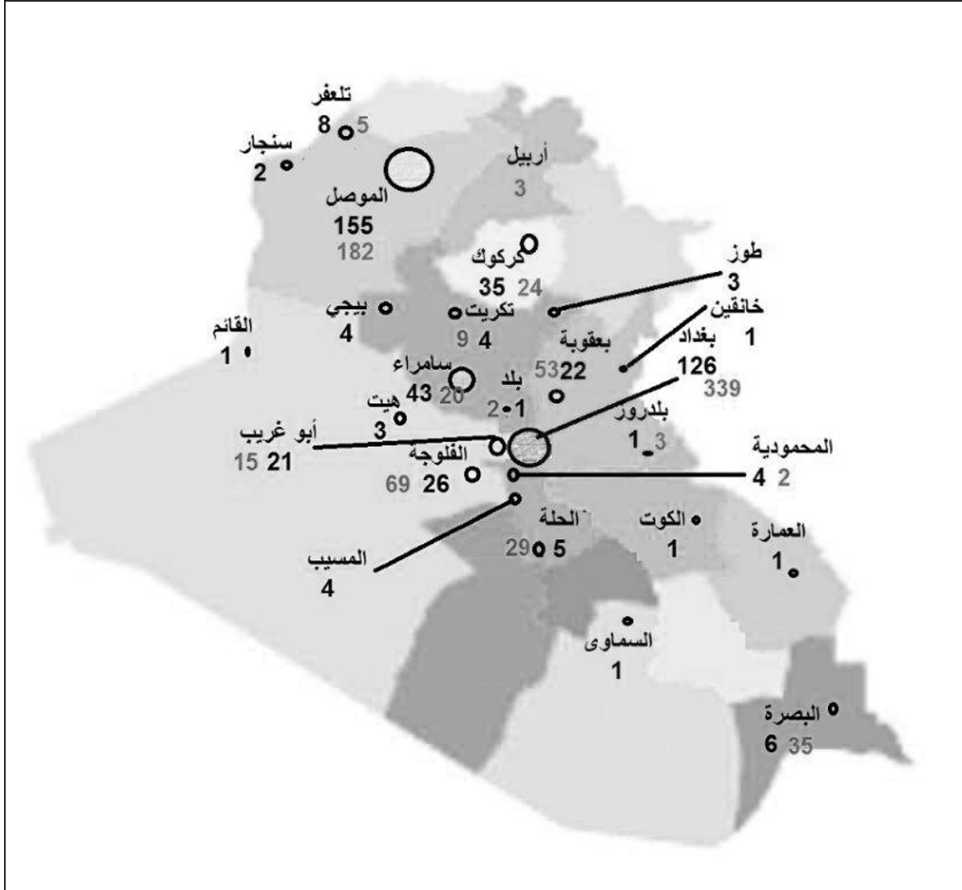 تلعفر
8 5
سنجار
2
الموصل
155
182
أربيل
3
كركوك
35 24
طوز
3
خانقين
1
بغداد
126
339
بيجي
4
تكريت
9 4
بعقوبة
53 22
القائم
1
سامراء
43 20
بلد
2 1
هيت
3
أبو غريب
15 21
الفلوجة
69 26
بلدروز
1 3
المحمودية
4 2
المسيب
4
الحلة
29 5
الكوت
1
العمارة
1
السماوى
1
البصرة
6 35